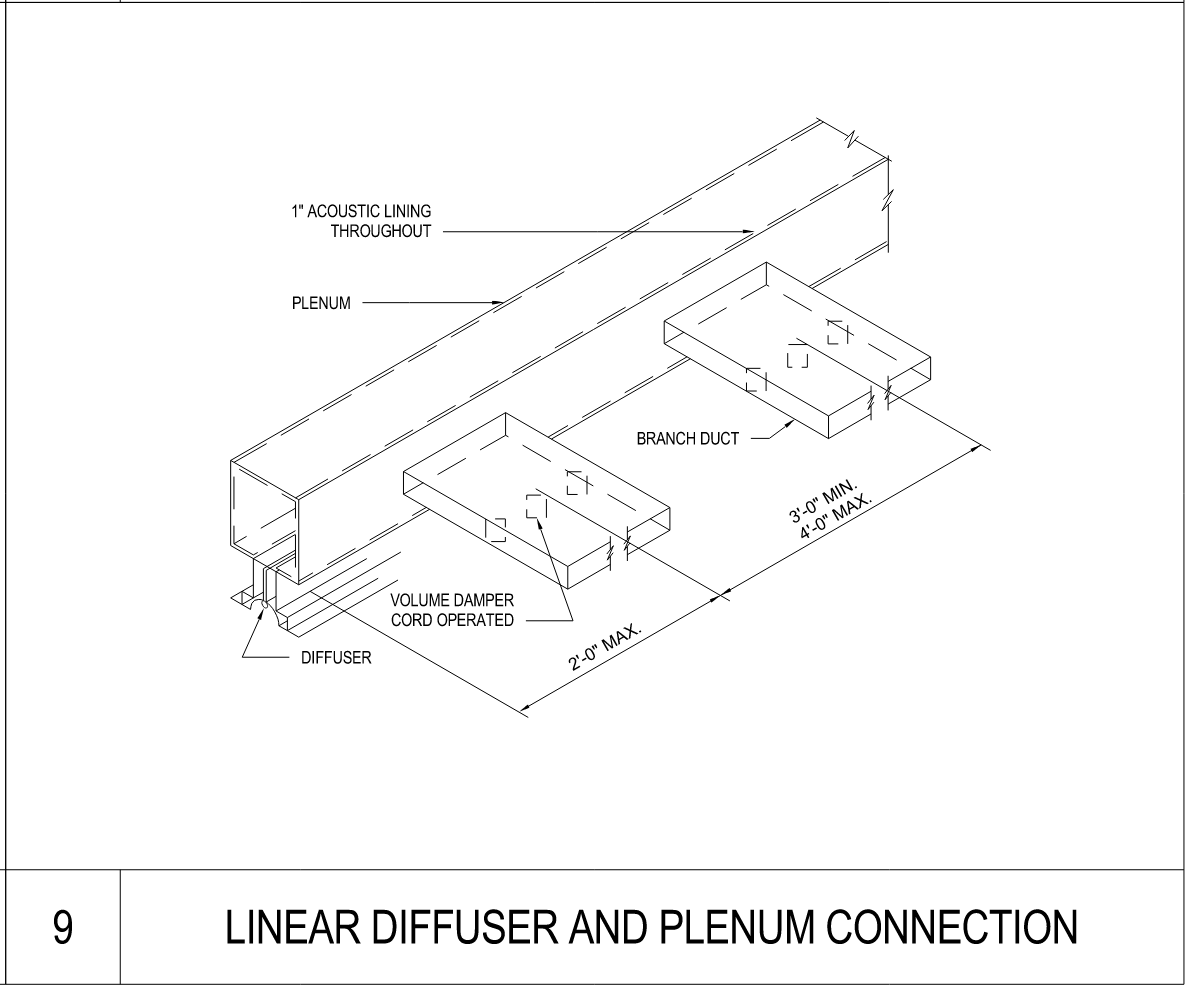 1" ACOUSTIC LINING
THROUGHOUT
PLENUM
BRANCH DUCT
3'-0" MIN.
4'-0" MAX.
VOLUME DAMPER
CORD OPERATED
2'-0" MAX.
DIFFUSER
9
LINEAR DIFFUSER AND PLENUM CONNECTION